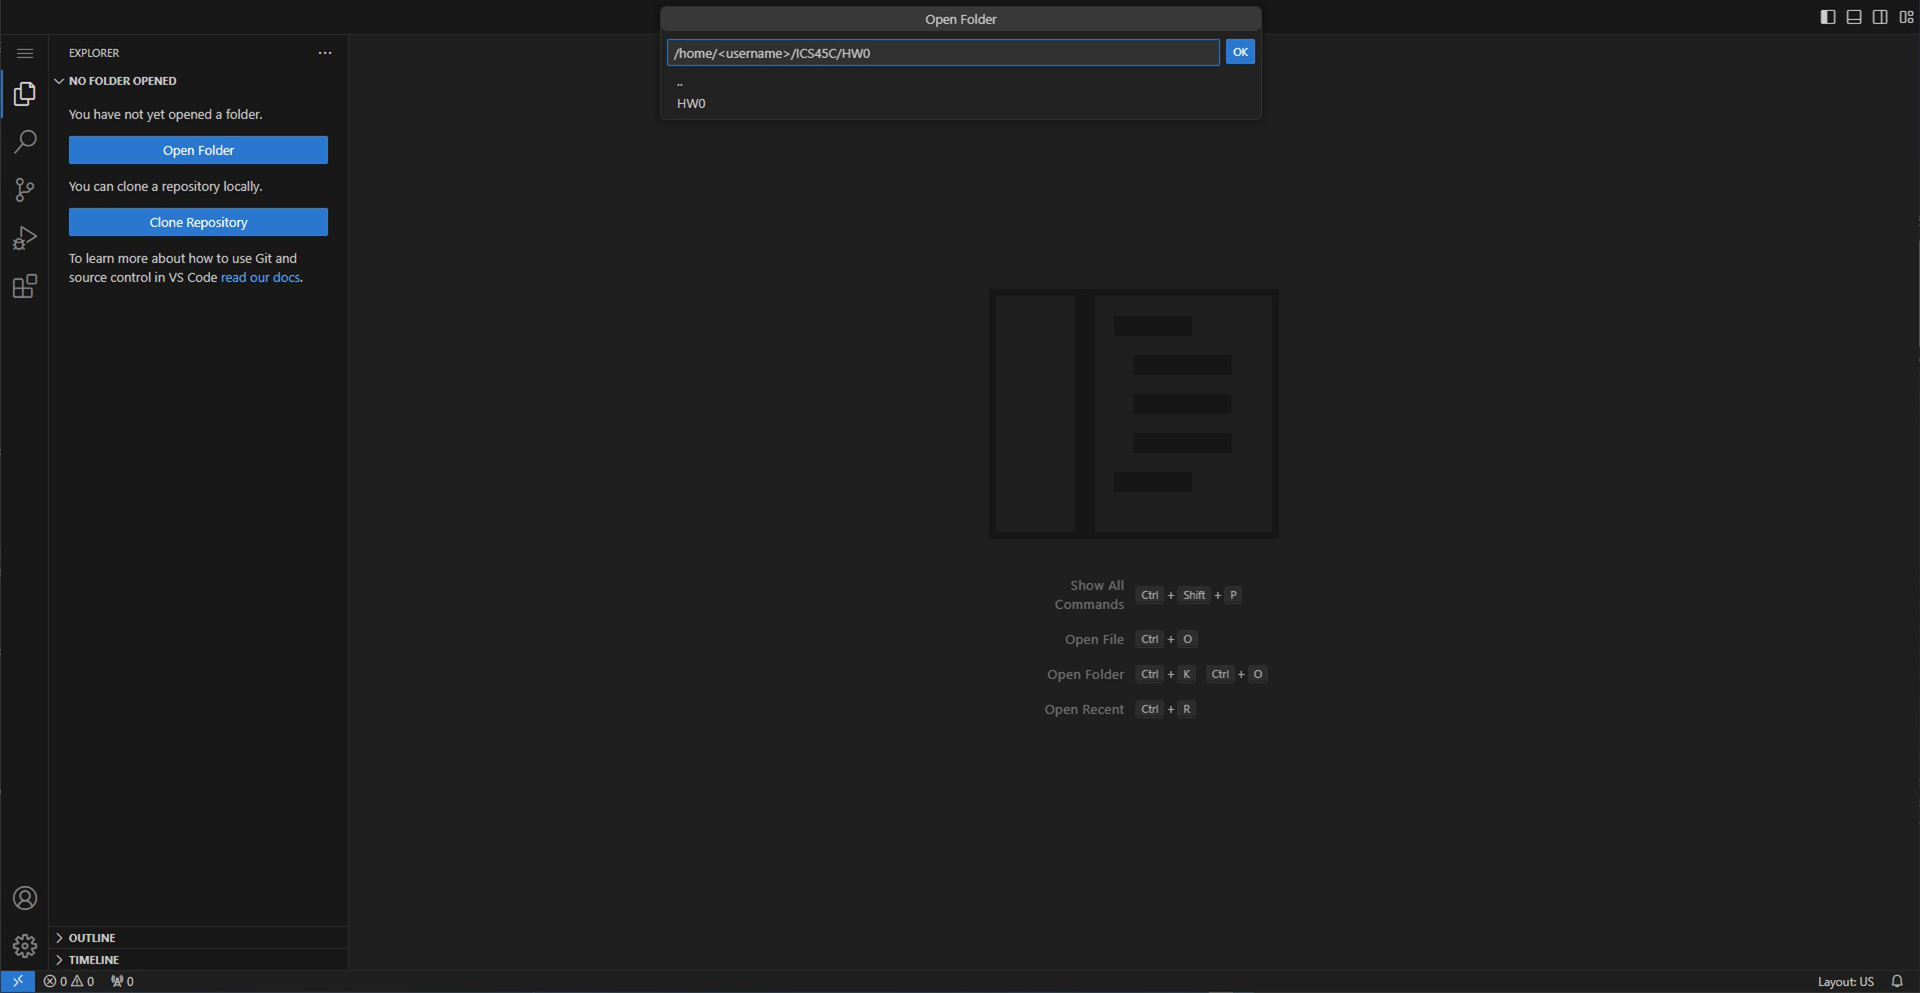 Open Folder
/home/<username>/ICS45C/HW0
OK
..
HW0
EXPLORER
NO FOLDER OPENED
You have not yet opened a folder.
Open Folder
You can clone a repository locally.
Clone Repository
To learn more about how to use Git and
source control in VS Code read our docs.
Show All
Commands
Ctrl + Shift + P
Open File Ctrl + O
Open Folder Ctrl + K Ctrl + O
Open Recent Ctrl + R
OUTLINE
TIMELINE
0 0 0
Layout: US